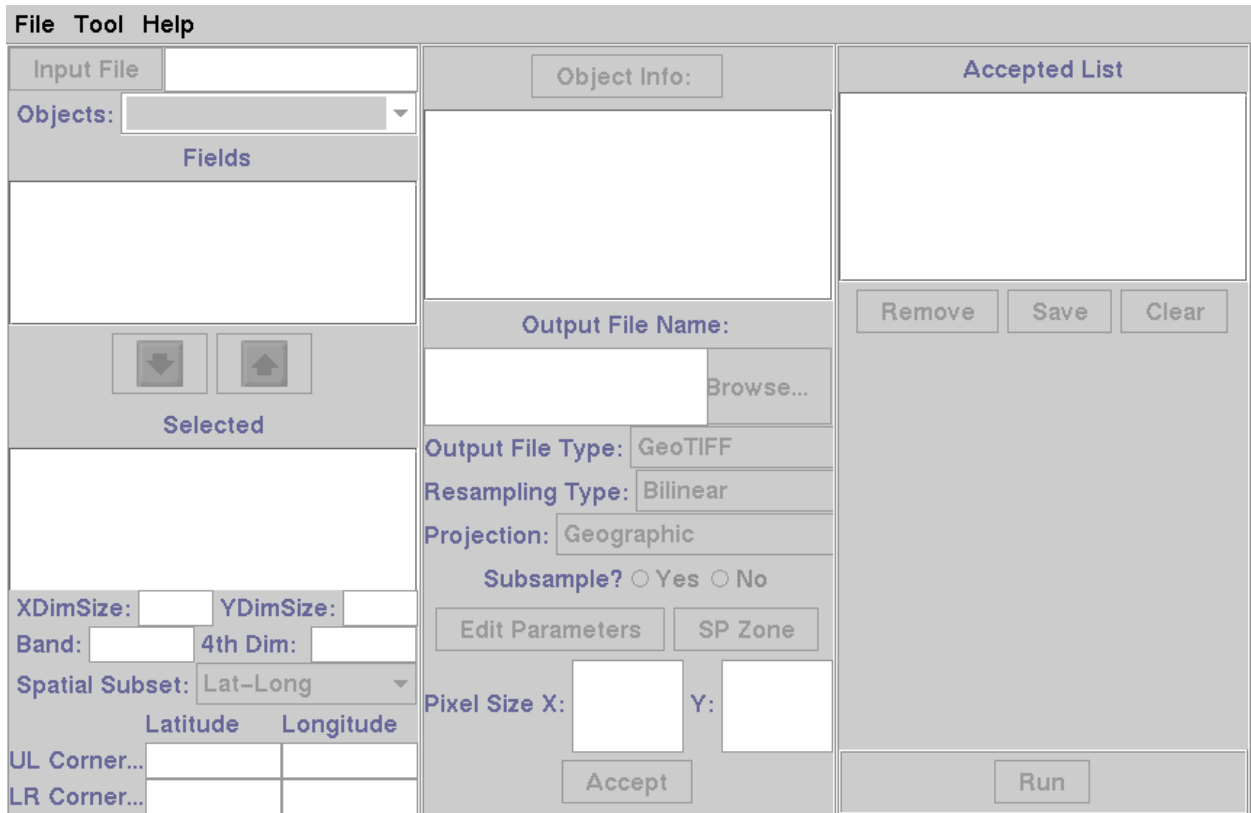 File Tool Help
Input File
Objects:
Fields
Selected
XDimSize: YDimSize:
Band: 4th Dim:
Spatial Subset: Lat-Long
Latitude Longitude
UL Corner...
LR Corner...
Object Info:
Output File Name:
Browse...
Output File Type: GeoTIFF
Resampling Type: Bilinear
Projection: Geographic
Subsample? Yes No
Edit Parameters SP Zone
Pixel Size X: Y:
Accept
Accepted List
Remove Save Clear
Run